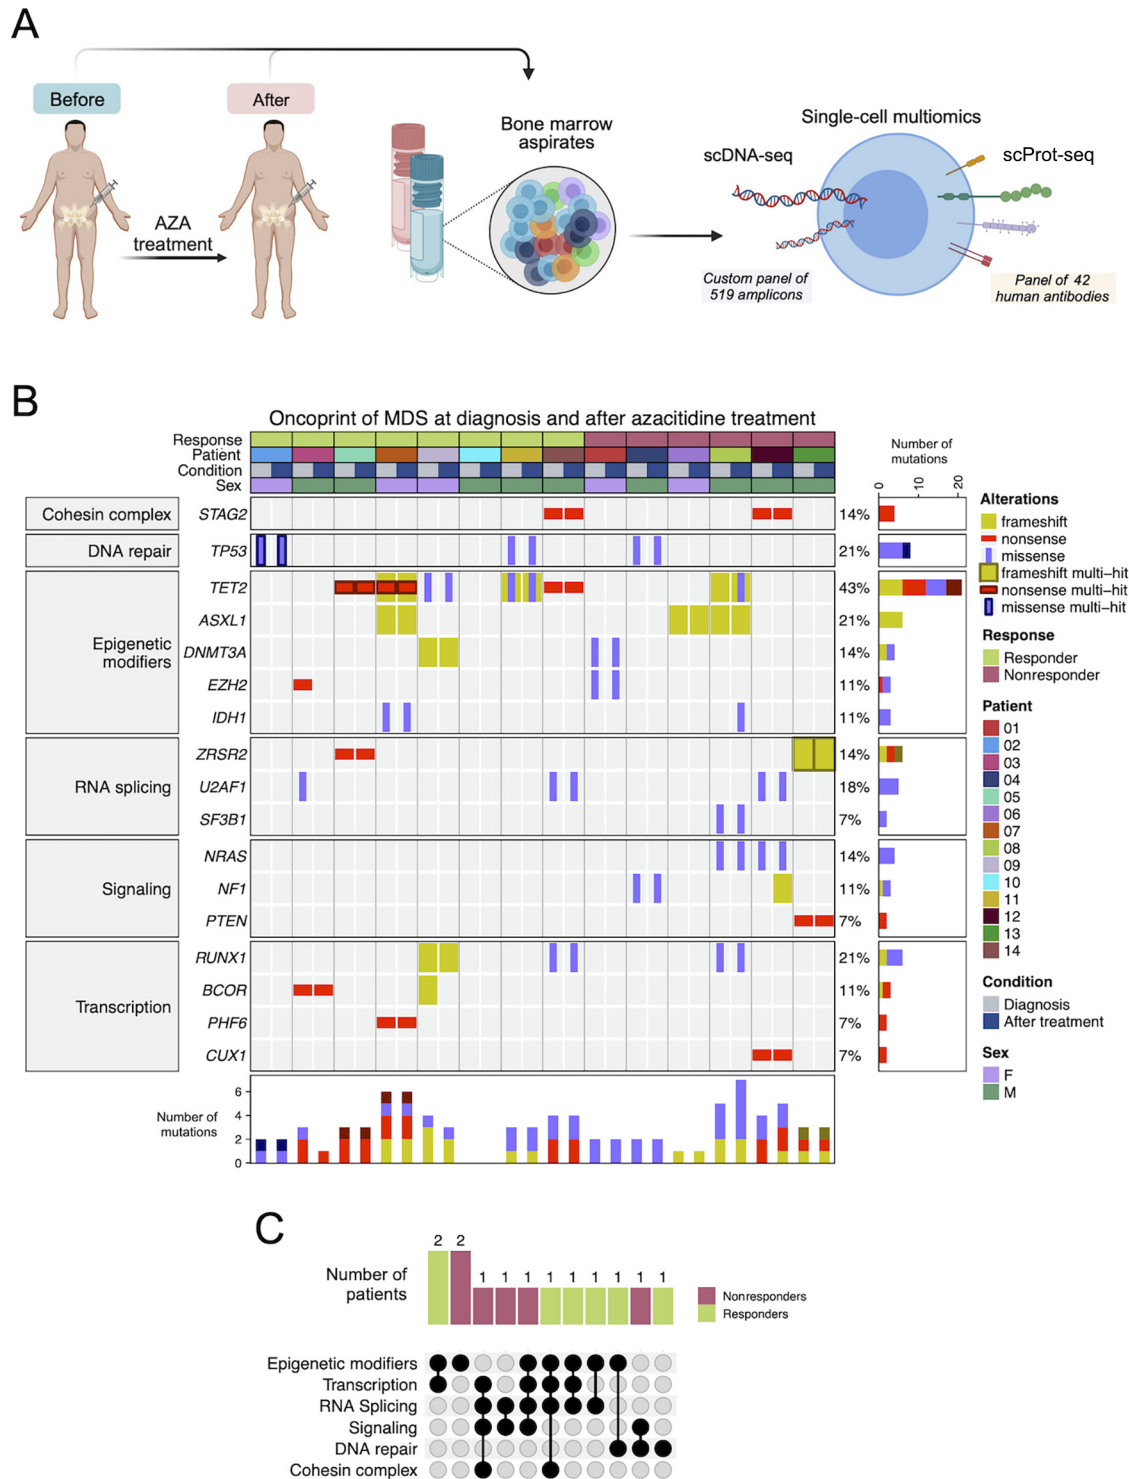 A
Before
After
AZA
treatment
Bone marrow
aspirates
Single-cell multiomics
scDNA-seq
scProt-seq
Custom panel of
519 amplicons
Panel of 42
human antibodies
B
Oncoprint of MDS at diagnosis and after azacitidine treatment
Response
Patient
Condition
Sex
Number of
mutations
0 10 20
Cohesin complex STAG2 14%
DNA repair TP53 21%
Epigenetic
modifiers
TET2 43%
ASXL1 21%
DNMT3A 14%
EZH2 11%
IDH1 11%
RNA splicing
ZRSR2 14%
U2AF1 18%
SF3B1 7%
Signaling
NRAS 14%
NF1 11%
PTEN 7%
Transcription
RUNX1 21%
BCOR 11%
PHF6 7%
CUX1 7%
Number of
mutations
6
4
2
0
Alterations
frameshift
nonsense
missense
frameshift multi-hit
nonsense multi-hit
missense multi-hit
Response
Responder
Nonresponder
Patient
01
02
03
04
05
06
07
08
09
10
11
12
13
14
Condition
Diagnosis
After treatment
Sex
F
M
C
Number of
patients
2 2 1 1 1 1 1 1 1 1 1
Nonresponders
Responders
Epigenetic modifiers
Transcription
RNA Splicing
Signaling
DNA repair
Cohesin complex